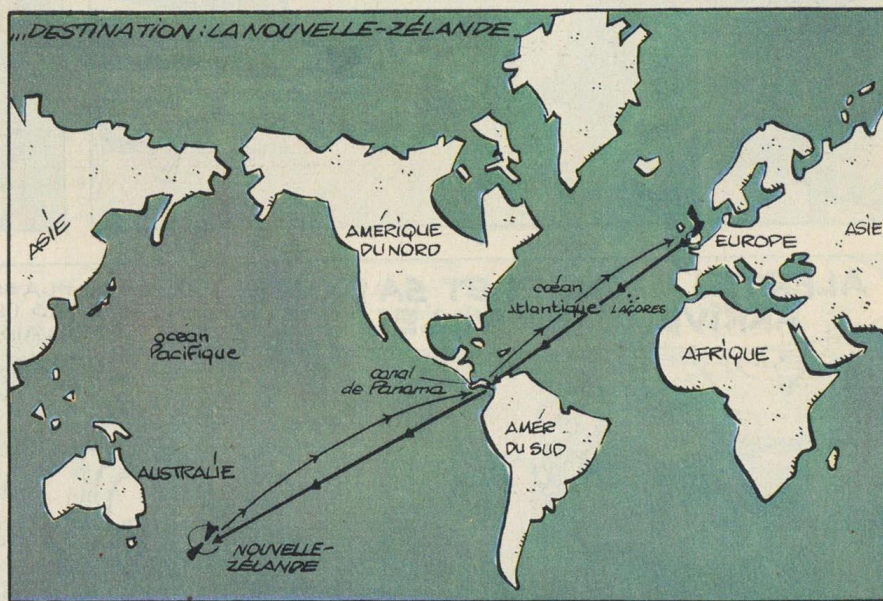 ...DESTINATION: LA NOUVELLE-ZÉLANDE...
ASIE
AMÉRIQUE
DU NORD
EUROPE
ASIE
océan
Atlantique
LAÇORES
océan
Pacifique
AFRIQUE
canal
de Panama
AMÉR
DU SUD
AUSTRALIE
NOUVELLE-
ZÉLANDE